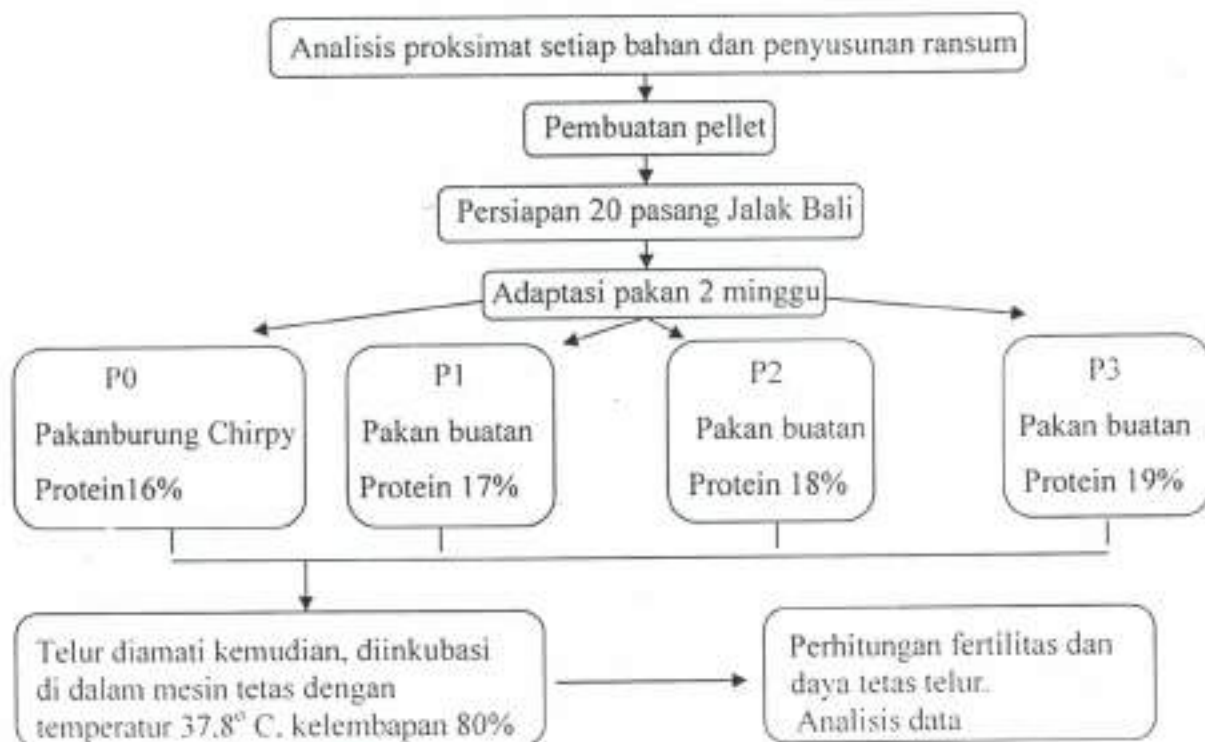 Analisis proksimat setiap bahan dan penyusunan ransum
Pembuatan pellet
Persiapan 20 pasang Jalak Bali
Adaptasi pakan 2 minggu
P0
Pakanburung Chirpy
Protein16%
P1
Pakan buatan
Protein 17%
P2
Pakan buatan
Protein 18%
P3
Pakan buatan
Protein 19%
Telur diamati kemudian, diinkubasi
di dalam mesin tetas dengan
temperatur 37.8° C, kelembapan 80%
Perhitungan fertilitas dan
daya tetas telur.
Analisis data